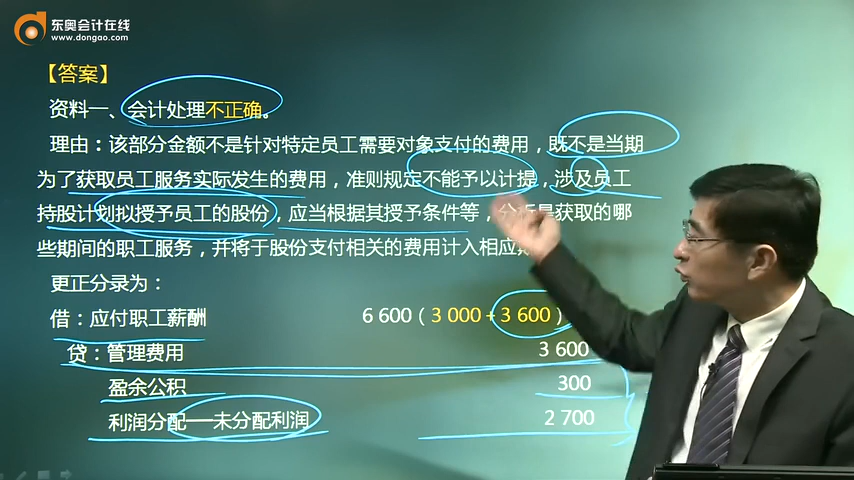 东奥会计在线
www.dongao.com
【答案】
资料一、会计处理不正确。
理由：该部分金额不是针对特定员工需要对象支付的费用，既不是当期
为了获取员工服务实际发生的费用，准则规定不能予以计提，涉及员工
持股计划拟授予员工的股份，应当根据其授予条件等，分析是获取的哪
些期间的职工服务，并将于股份支付相关的费用计入相应
更正分录为：
借：应付职工薪酬 6 600（3 000＋3 600）
贷：管理费用 3 600
盈余公积 300
利润分配——未分配利润 2 700